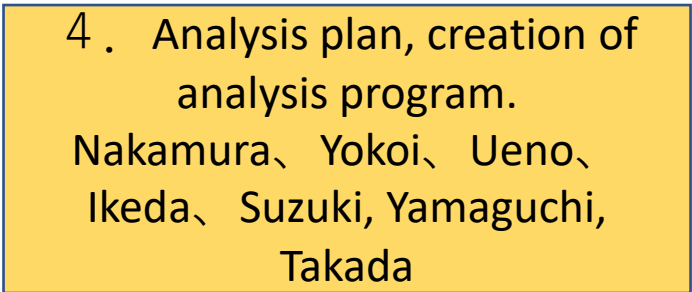 ４． Analysis plan, creation of
analysis program.
Nakamura、 Yokoi、 Ueno、
Ikeda、 Suzuki, Yamaguchi,
Takada